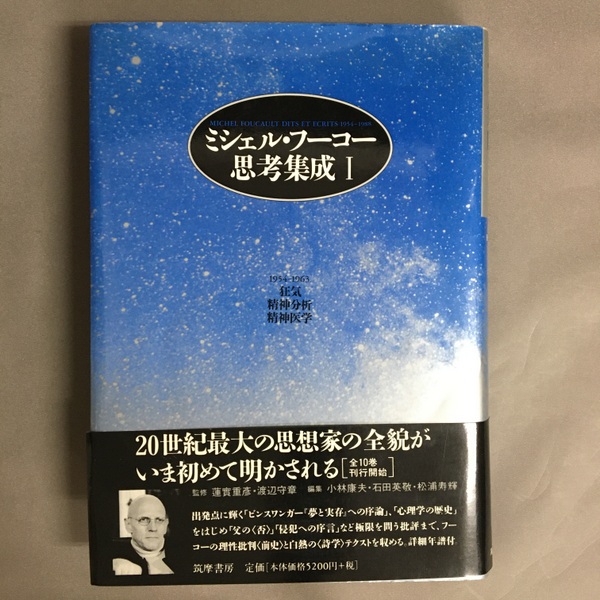 MICHEL FOUCAULT DITS ET ECRITS 1954-1988
ミシェル・フーコー
思考集成 I
1954-1963
狂気
精神分析
精神医学
20世紀最大の思想家の全貌が
いま初めて明かされる[全10巻刊行開始]
監修 蓮實重彦・渡辺守章 編集 小林康夫・石田英敬・松浦寿輝
出発点に輝く「ビンスワンガー『夢と実存』への序論」、「心理学の歴史」
をはじめ「父の〈否〉」「侵犯への序言」など極限を問う批評まで、フー
コーの理性批判〈前史〉と白熱の〈詩学〉テクストを収める。詳細年譜付。
筑摩書房 定価[本体価格5200円+税]